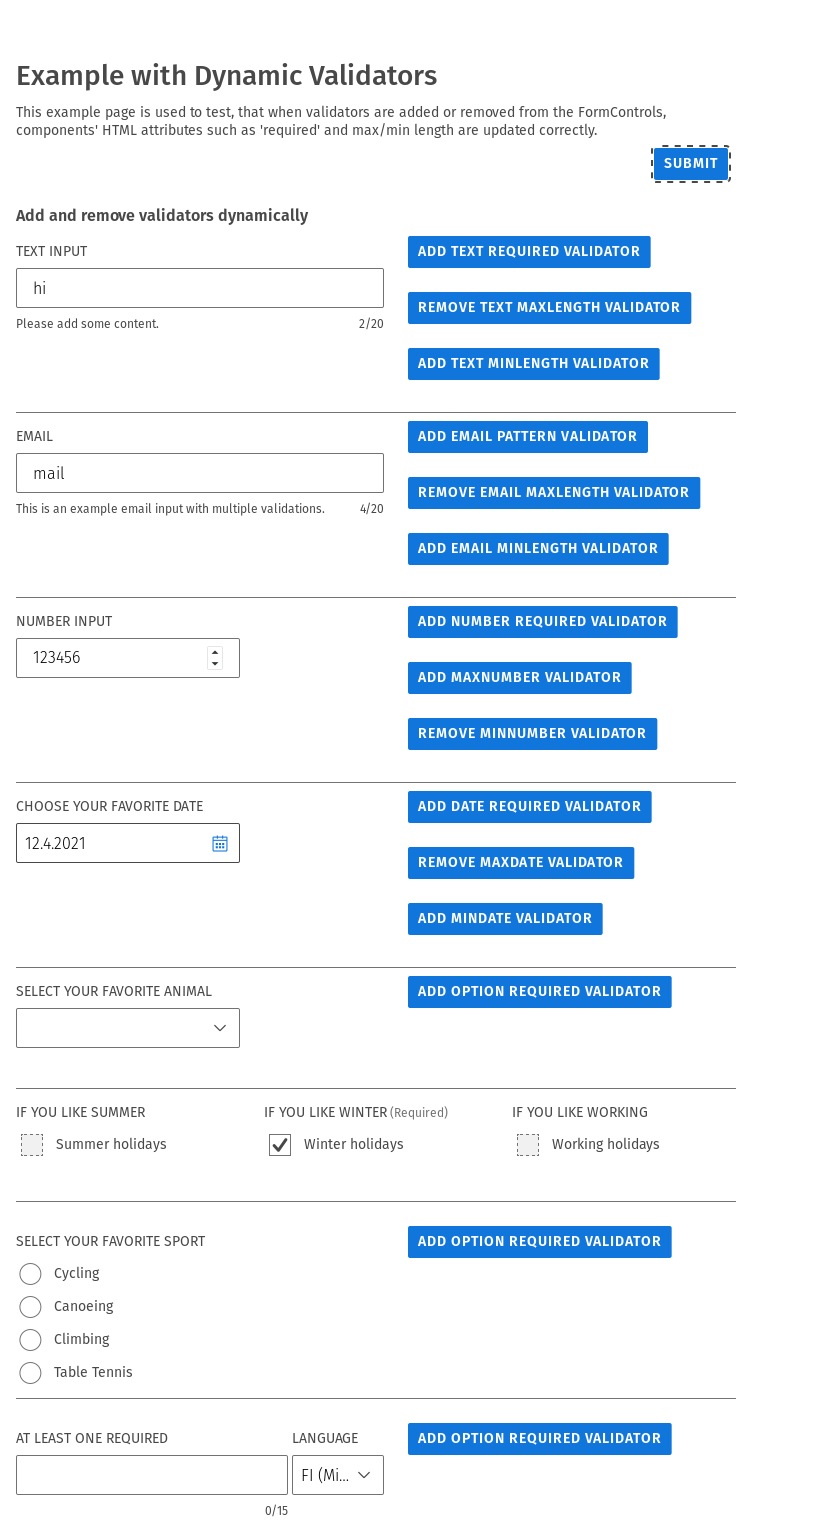 Example with Dynamic Validators
This example page is used to test, that when validators are added or removed from the FormControls,
components' HTML attributes such as 'required' and max/min length are updated correctly.
SUBMIT
Add and remove validators dynamically
TEXT INPUT
ADD TEXT REQUIRED VALIDATOR
hi
REMOVE TEXT MAXLENGTH VALIDATOR
Please add some content. 2/20
ADD TEXT MINLENGTH VALIDATOR
EMAIL
ADD EMAIL PATTERN VALIDATOR
mail
REMOVE EMAIL MAXLENGTH VALIDATOR
This is an example email input with multiple validations. 4/20
ADD EMAIL MINLENGTH VALIDATOR
NUMBER INPUT
ADD NUMBER REQUIRED VALIDATOR
123456
ADD MAXNUMBER VALIDATOR
REMOVE MINNUMBER VALIDATOR
CHOOSE YOUR FAVORITE DATE
ADD DATE REQUIRED VALIDATOR
12.4.2021
REMOVE MAXDATE VALIDATOR
ADD MINDATE VALIDATOR
SELECT YOUR FAVORITE ANIMAL
ADD OPTION REQUIRED VALIDATOR
IF YOU LIKE SUMMER
IF YOU LIKE WINTER (Required)
IF YOU LIKE WORKING
Summer holidays
Winter holidays
Working holidays
SELECT YOUR FAVORITE SPORT
ADD OPTION REQUIRED VALIDATOR
Cycling
Canoeing
Climbing
Table Tennis
AT LEAST ONE REQUIRED
LANGUAGE
ADD OPTION REQUIRED VALIDATOR
FI (Mi...
0/15